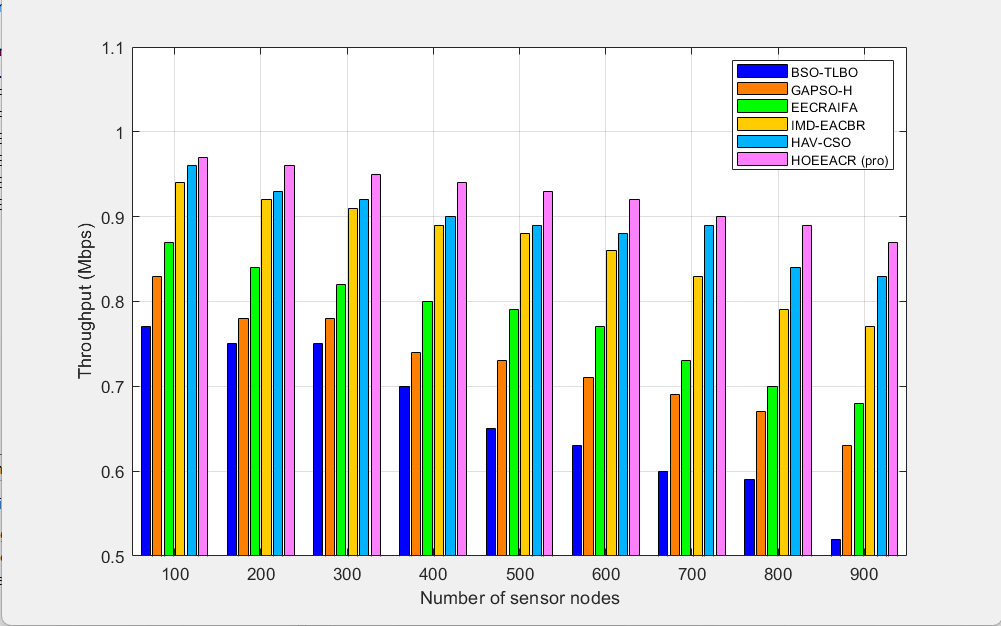 1.1
1
0.9
0.8
0.7
0.6
0.5
Throughput (Mbps)
BSO-TLBO
GAPSO-H
EECRAIFA
IMD-EACBR
HAV-CSO
HOEEACR (pro)
100 200 300 400 500 600 700 800 900
Number of sensor nodes